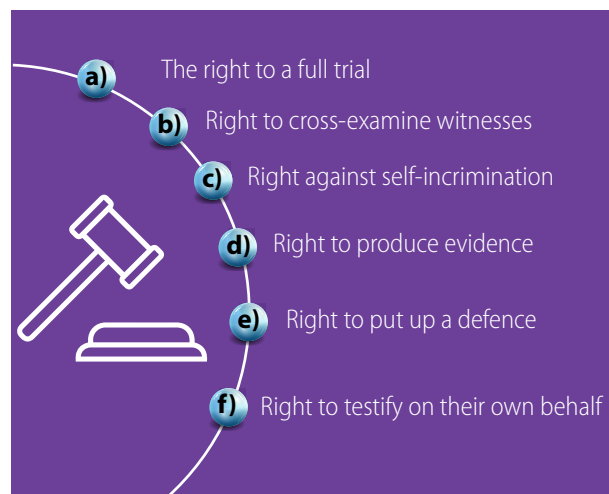 a) The right to a full trial
b) Right to cross-examine witnesses
c) Right against self-incrimination
d) Right to produce evidence
e) Right to put up a defence
f) Right to testify on their own behalf